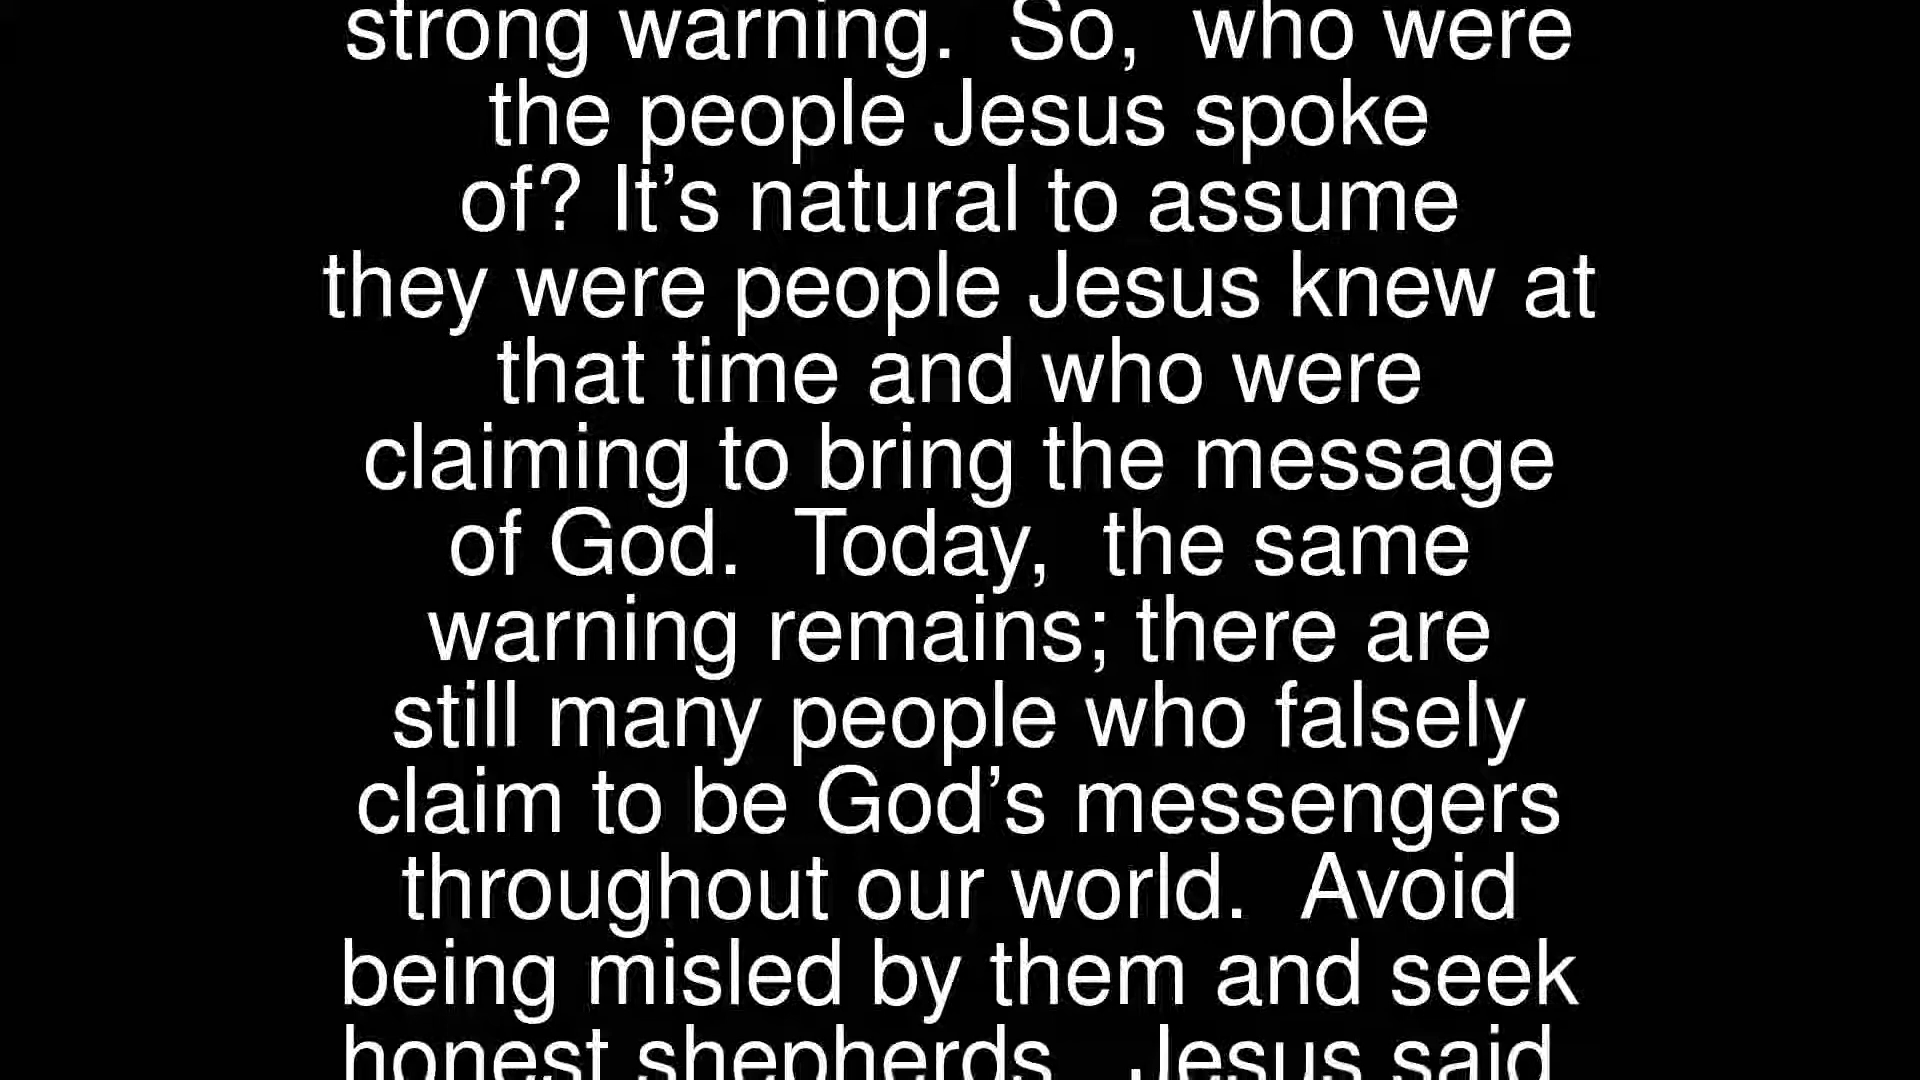 strong warning.  So,  who were
the people Jesus spoke
of? It’s natural to assume
they were people Jesus knew at
that time and who were
claiming to bring the message
of God.  Today,  the same
warning remains; there are
still many people who falsely
claim to be God’s messengers
throughout our world.  Avoid
being misled by them and seek
honest shepherds.  Jesus said